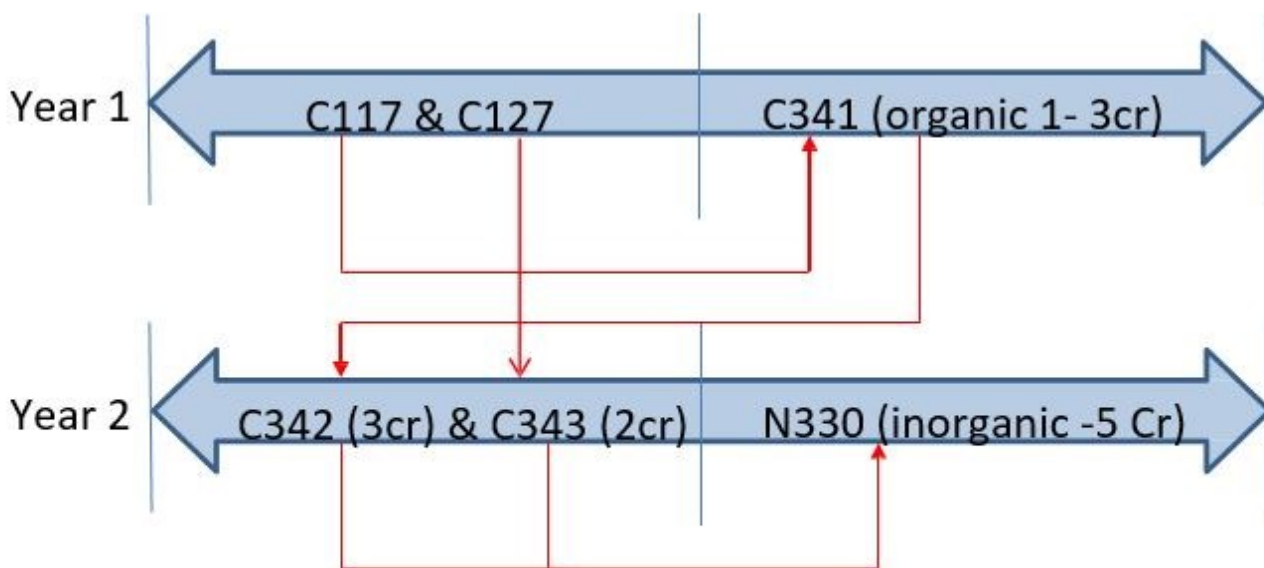 Year 1
C117 & C127
C341 (organic 1- 3cr)
Year 2
C342 (3cr) & C343 (2cr)
N330 (inorganic -5 Cr)